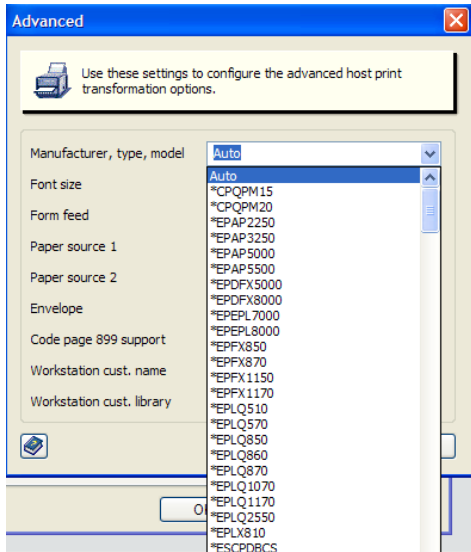 Advanced
Use these settings to configure the advanced host print
transformation options.
Manufacturer, type, model
Auto
Font size
Form feed
Paper source 1
Paper source 2
Envelope
Code page 899 support
Workstation cust. name
Workstation cust. library
Auto
*CPQPM15
*CPQPM20
*EPAP2250
*EPAP3250
*EPAP5000
*EPAP5500
*EPDFX5000
*EPDFX8000
*EPEPL7000
*EPEPL8000
*EPFX850
*EPFX870
*EPFX1150
*EPFX1170
*EPLQ510
*EPLQ570
*EPLQ850
*EPLQ860
*EPLQ870
*EPLQ1070
*EPLQ1170
*EPLQ2550
*EPLX810
*ESCPDBCS